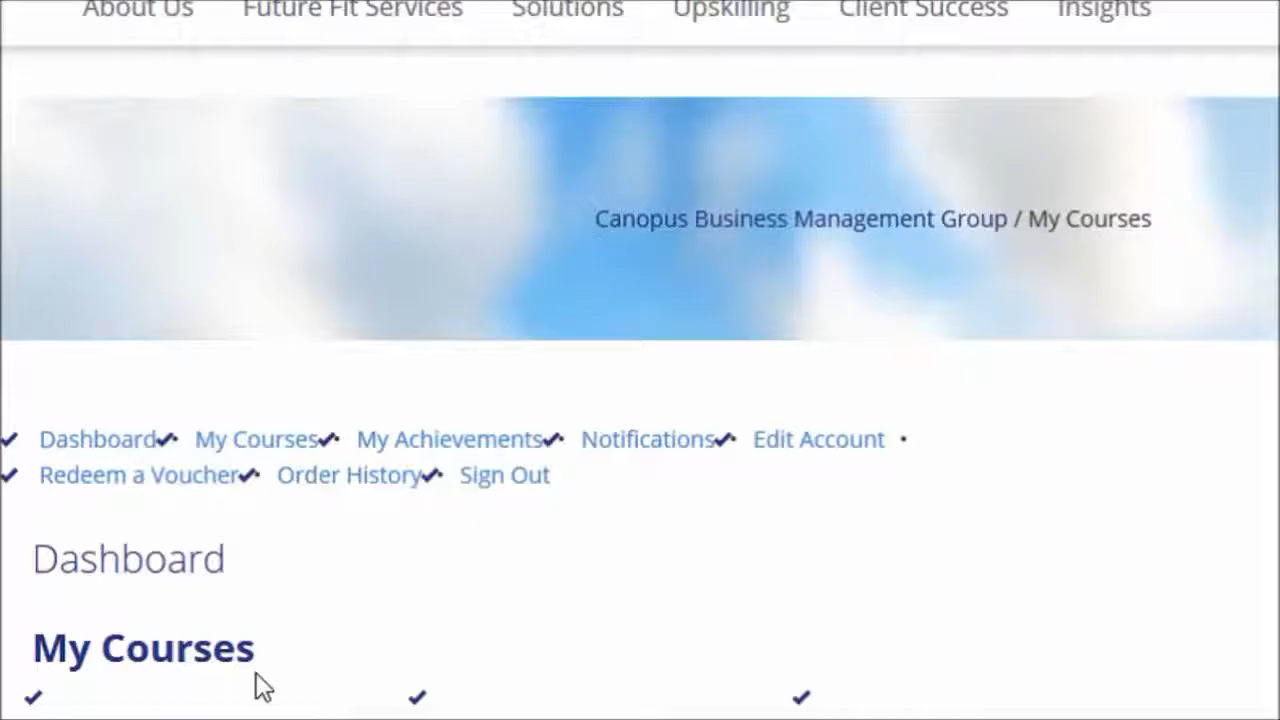 About Us Future Fit Services Solutions Upskilling Client Success Insights
Canopus Business Management Group / My Courses
Dashboard My Courses My Achievements Notifications Edit Account
Redeem a Voucher Order History Sign Out
Dashboard
My Courses